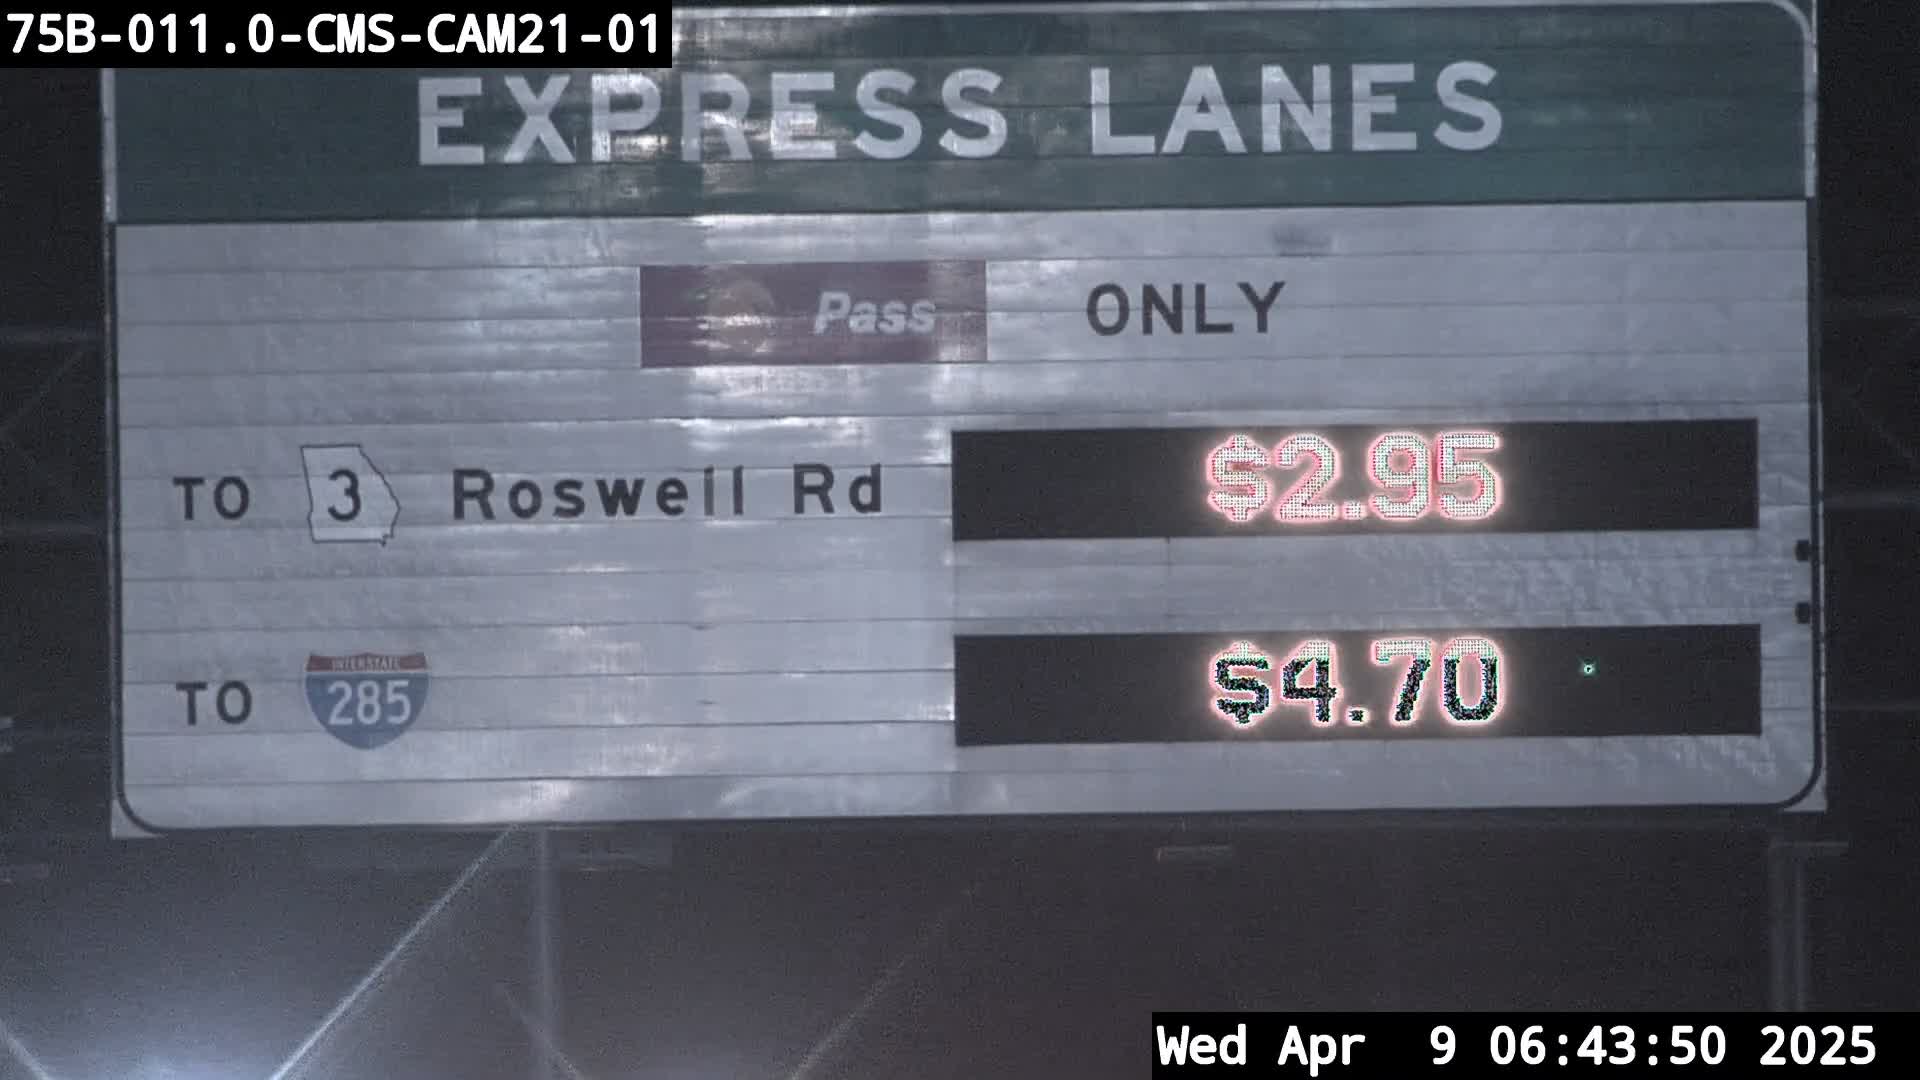 75B-011.0-CMS-CAM21-01
EXPRESS LANES
Pass ONLY
TO 3 Roswell Rd $2.95
INTERSTATE
TO 285 $4.70
Wed Apr 9 06:43:50 2025